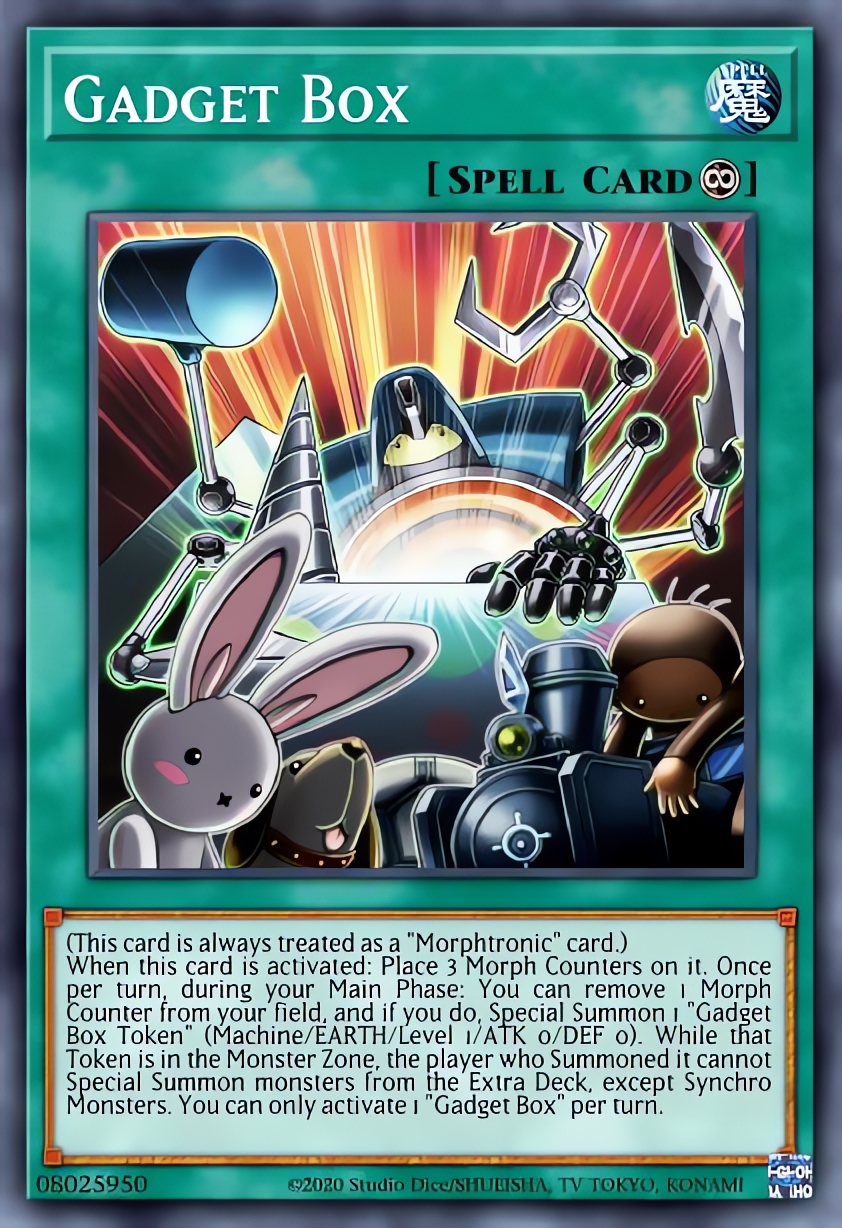 Gadget Box
魔
[Spell Card∞]
(This card is always treated as a "Morphtronic" card.)
When this card is activated: Place 3 Morph Counters on it. Once
per turn, during your Main Phase: You can remove 1 Morph
Counter from your field, and if you do, Special Summon 1 "Gadget
Box Token" (Machine/EARTH/Level 1/ATK 0/DEF 0). While that
Token is in the Monster Zone, the player who Summoned it cannot
Special Summon monsters from the Extra Deck, except Synchro
Monsters. You can only activate 1 "Gadget Box" per turn.
08025950
©2020 Studio Dice/SHUEISHA, TV TOKYO, KONAMI